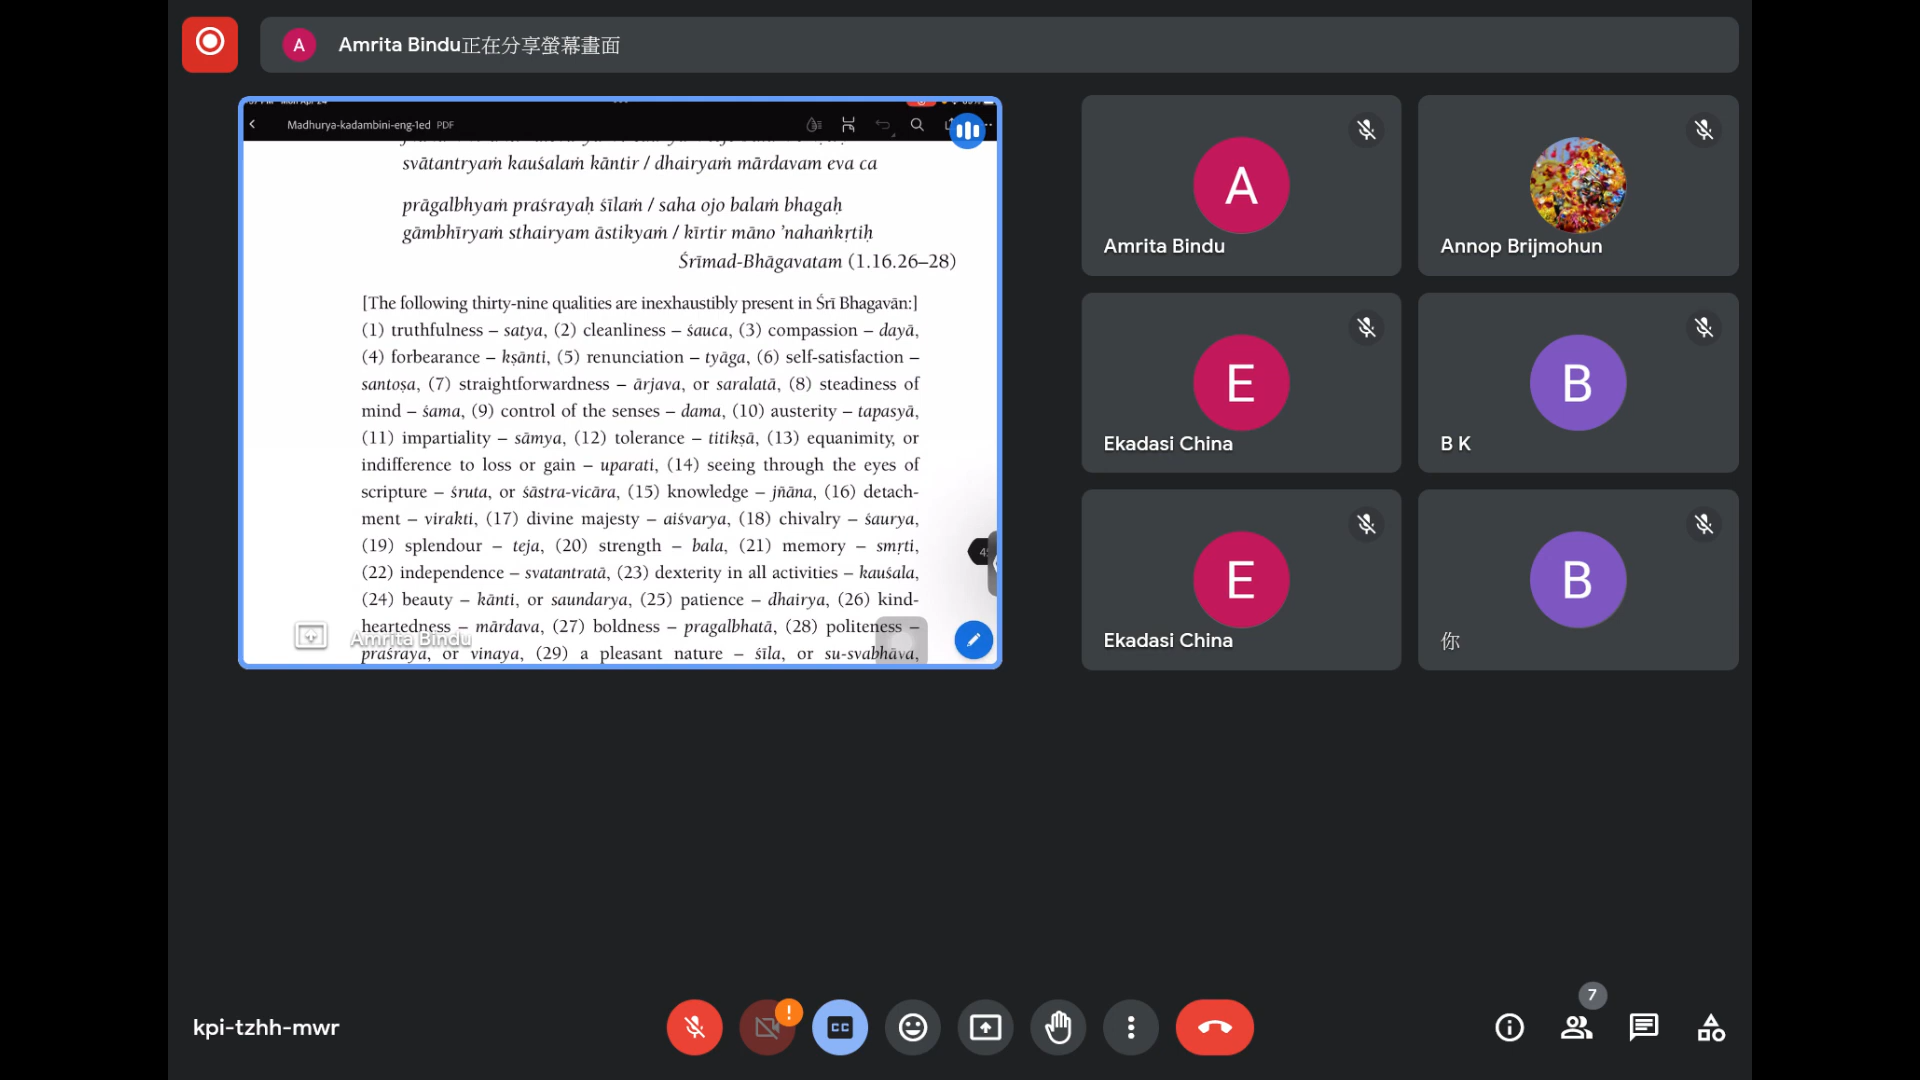 A
Amrita Bindu正在分享螢幕畫面
Madhurya-kadambini-eng-1ed PDF
svātantryaṁ kauśalaṁ kāntir / dhairyaṁ mārdavam eva ca
prāgalbhyaṁ praśrayaḥ śīlaṁ / saha ojo balaṁ bhagaḥ
gāmbhīryaṁ sthairyam āstikyaṁ / kīrtir māno ’nahaṅkṛtiḥ
Śrīmad-Bhāgavatam (1.16.26–28)
[The following thirty-nine qualities are inexhaustibly present in Śrī Bhagavān:]
(1) truthfulness – satya, (2) cleanliness – śauca, (3) compassion – dayā,
(4) forbearance – kṣānti, (5) renunciation – tyāga, (6) self-satisfaction –
santoṣa, (7) straightforwardness – ārjava, or saralatā, (8) steadiness of
mind – śama, (9) control of the senses – dama, (10) austerity – tapasyā,
(11) impartiality – sāmya, (12) tolerance – titikṣā, (13) equanimity, or
indifference to loss or gain – uparati, (14) seeing through the eyes of
scripture – śruta, or śāstra-vicāra, (15) knowledge – jñāna, (16) detach-
ment – virakti, (17) divine majesty – aiśvarya, (18) chivalry – śaurya,
(19) splendour – teja, (20) strength – bala, (21) memory – smṛti,
(22) independence – svatantratā, (23) dexterity in all activities – kauśala,
(24) beauty – kānti, or saundarya, (25) patience – dhairya, (26) kind-
heartedness – mārdava, (27) boldness – pragalbhatā, (28) politeness –
praśraya, or vinaya, (29) a pleasant nature – śīla, or su-svabhāva,
Amrita Bindu
A
Amrita Bindu
Annop Brijmohun
E
Ekadasi China
B
B K
E
Ekadasi China
B
你
kpi-tzhh-mwr
!
CC
7